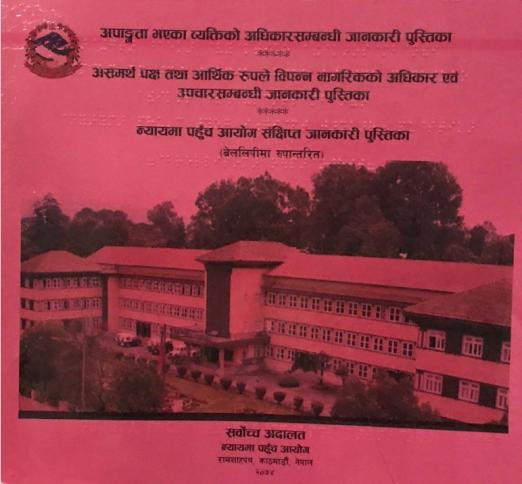 अपाङ्गता भएका व्यक्तिको अधिकारसम्बन्धी जानकारी पुस्तिका
असमर्थ पक्ष तथा आर्थिक रुपले विपन्न नागरिकको अधिकार एवं
उपचारसम्बन्धी जानकारी पुस्तिका
न्यायमा पहुँच आयोग संक्षिप्त जानकारी पुस्तिका
(ब्रेललिपीमा रुपान्तरित)
सर्वोच्च अदालत
न्यायमा पहुँच आयोग
रामशाहपथ, काठमाडौं, नेपाल
२०७४